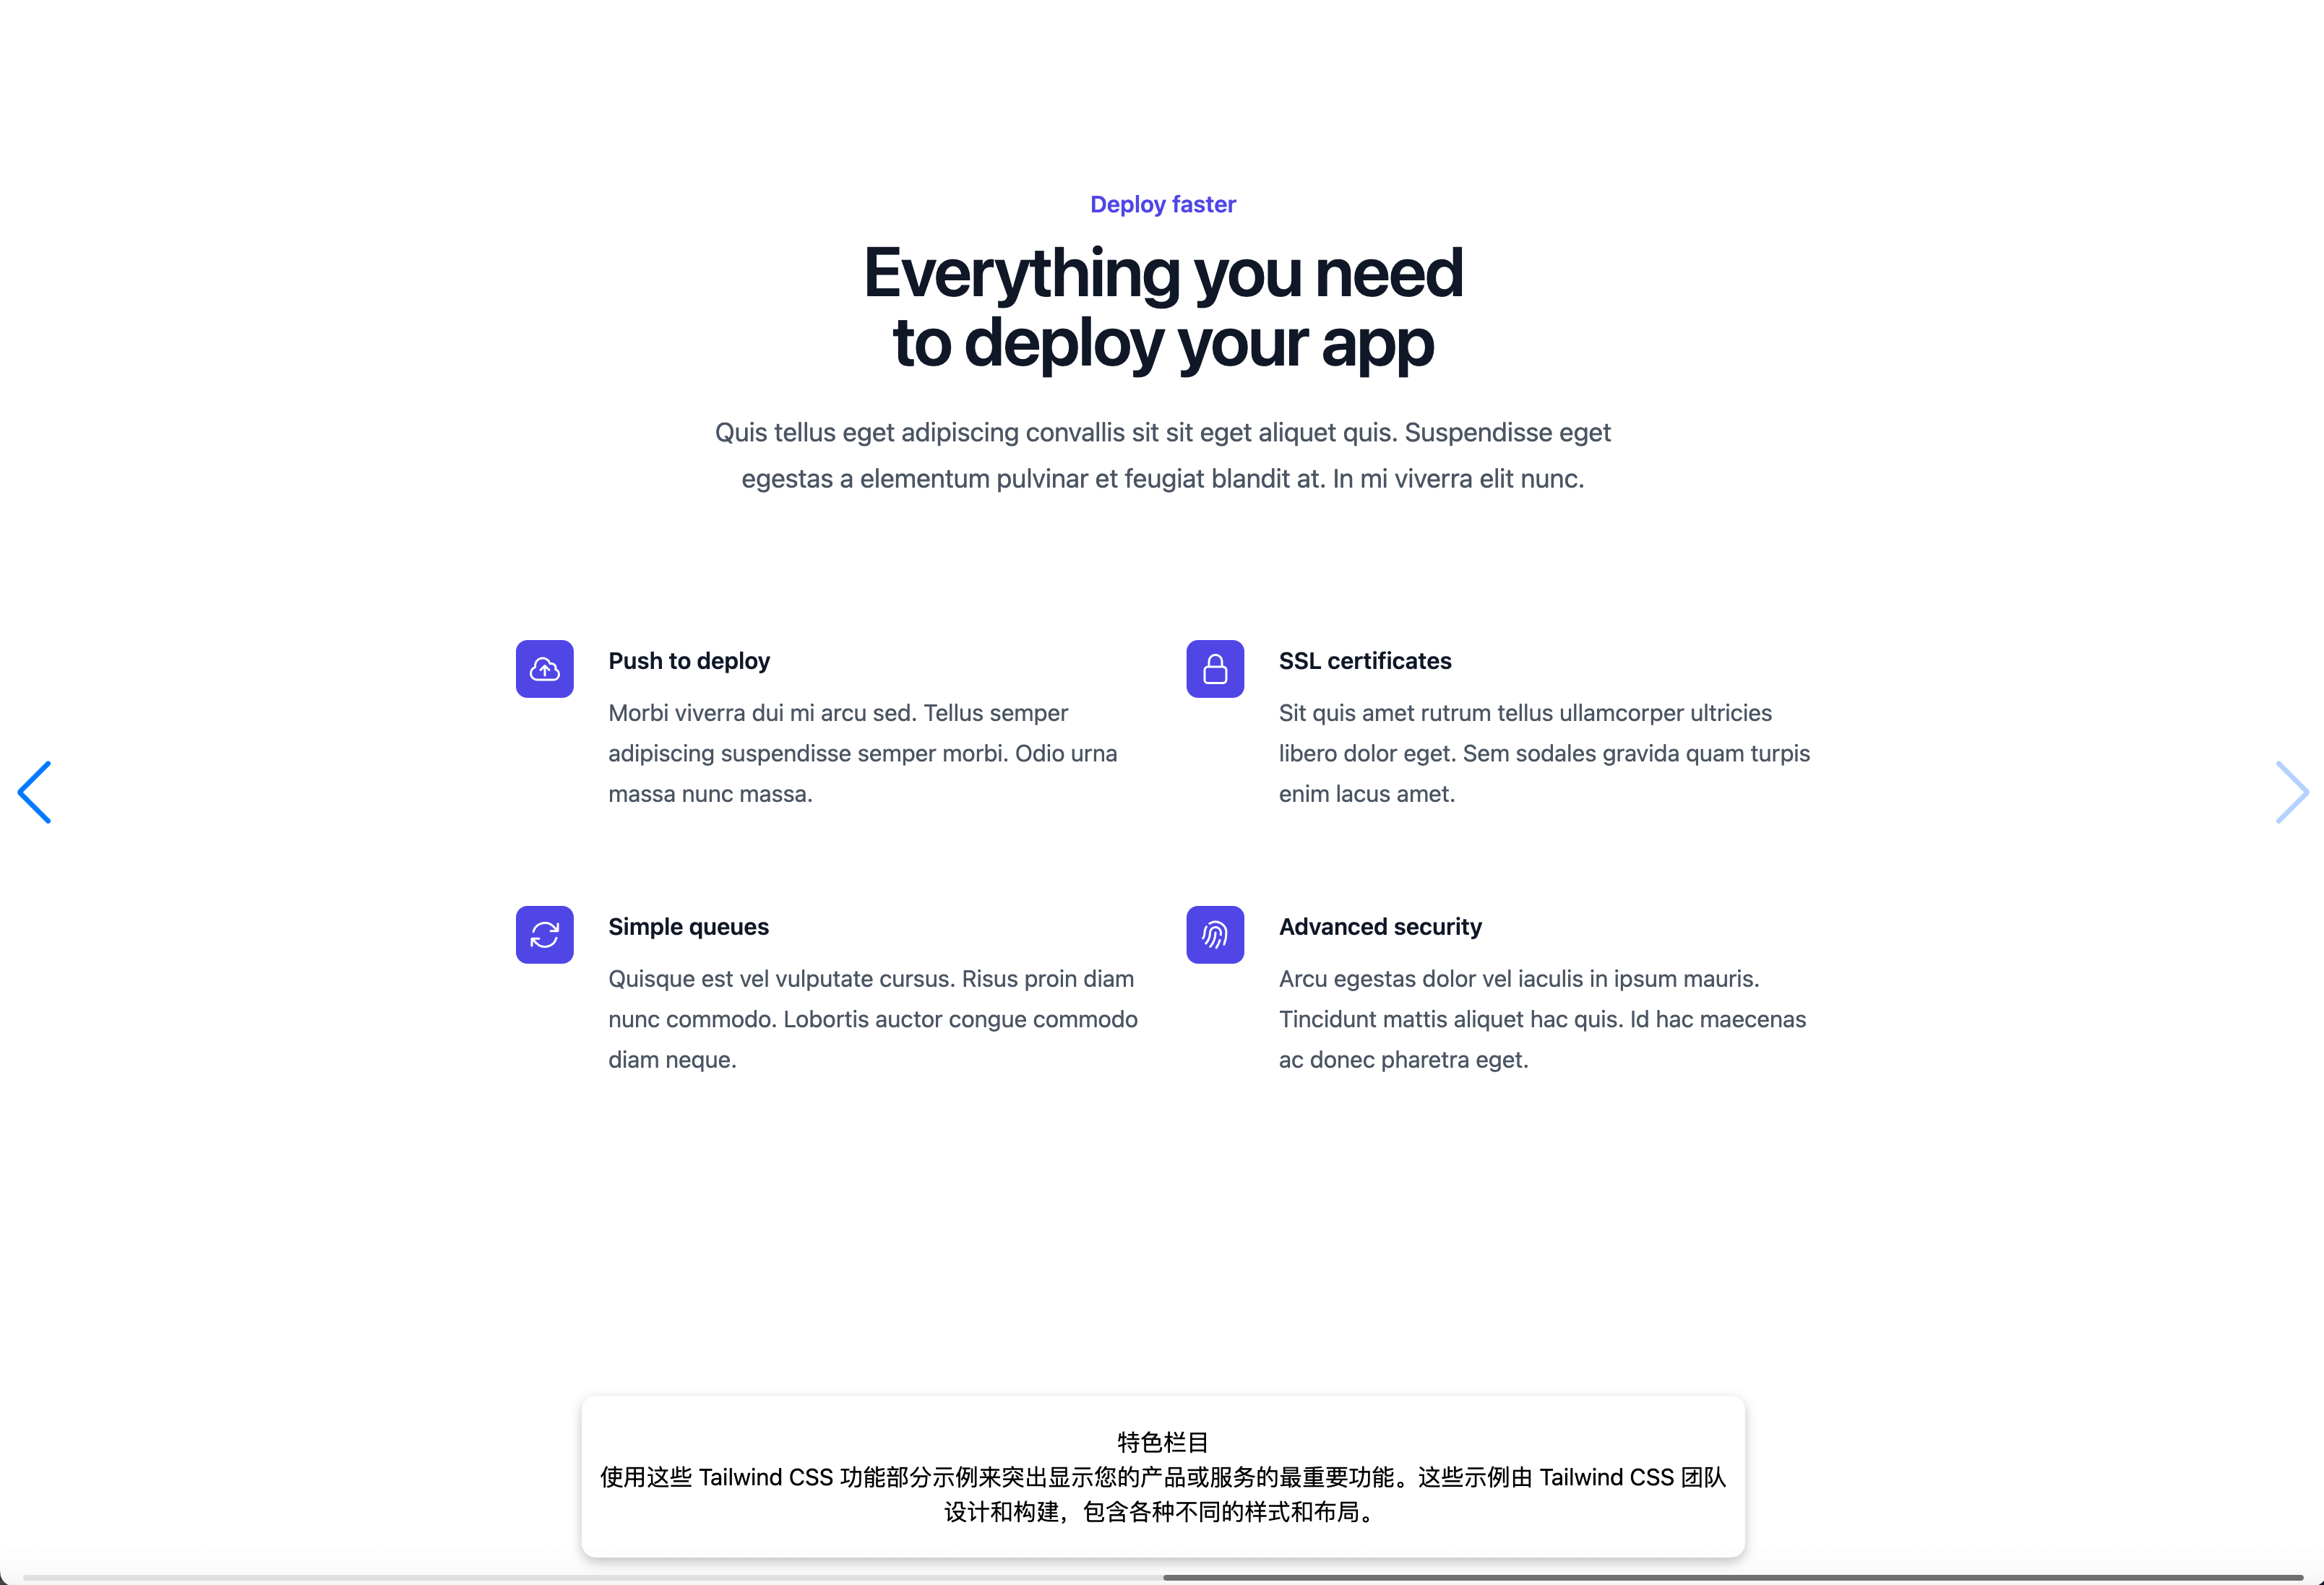 Deploy faster
Everything you need
to deploy your app
Quis tellus eget adipiscing convallis sit sit eget aliquet quis. Suspendisse eget
egestas a elementum pulvinar et feugiat blandit at. In mi viverra elit nunc.
Push to deploy
Morbi viverra dui mi arcu sed. Tellus semper
adipiscing suspendisse semper morbi. Odio urna
massa nunc massa.
SSL certificates
Sit quis amet rutrum tellus ullamcorper ultricies
libero dolor eget. Sem sodales gravida quam turpis
enim lacus amet.
Simple queues
Quisque est vel vulputate cursus. Risus proin diam
nunc commodo. Lobortis auctor congue commodo
diam neque.
Advanced security
Arcu egestas dolor vel iaculis in ipsum mauris.
Tincidunt mattis aliquet hac quis. Id hac maecenas
ac donec pharetra eget.
特色栏目
使用这些 Tailwind CSS 功能部分示例来突出显示您的产品或服务的最重要功能。这些示例由 Tailwind CSS 团队
设计和构建，包含各种不同的样式和布局。